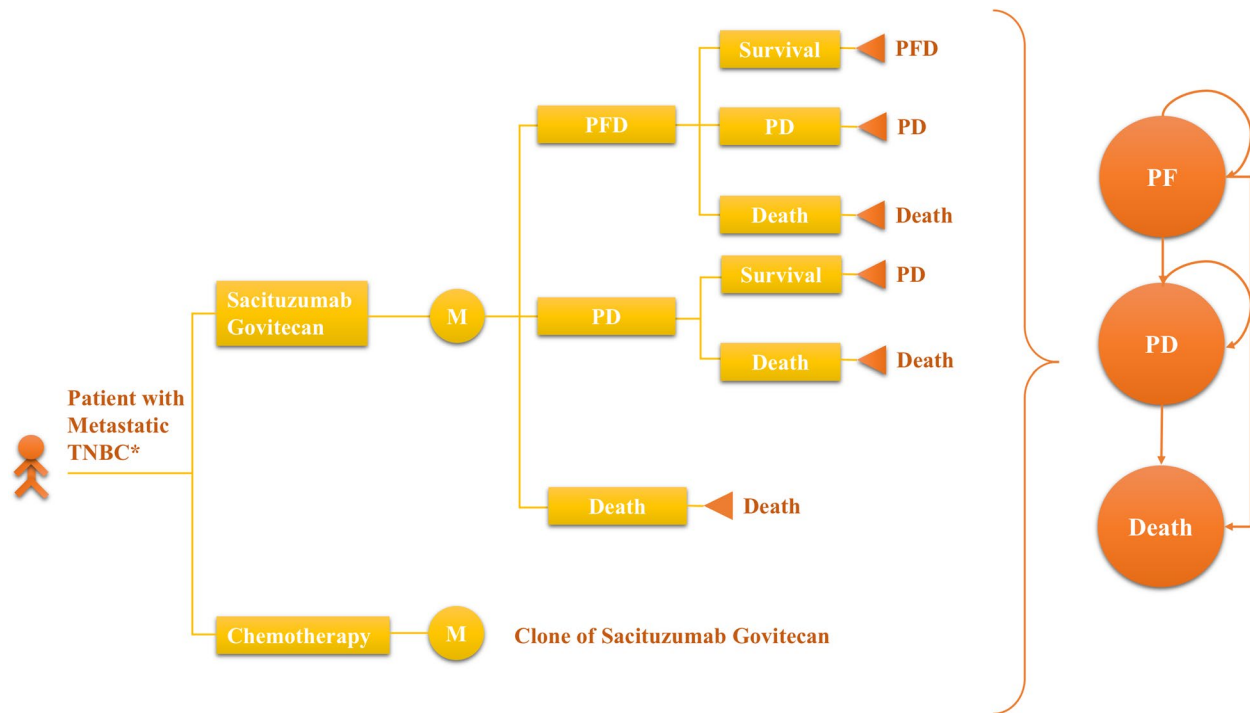 Survival
PFD
PFD
PD
PD
Death
Death
Sacituzumab
Govitecan
M
PD
Survival
PD
Death
Death
Patient with
Metastatic
TNBC*
Death
Death
Chemotherapy
M
Clone of Sacituzumab Govitecan
PF
PD
Death